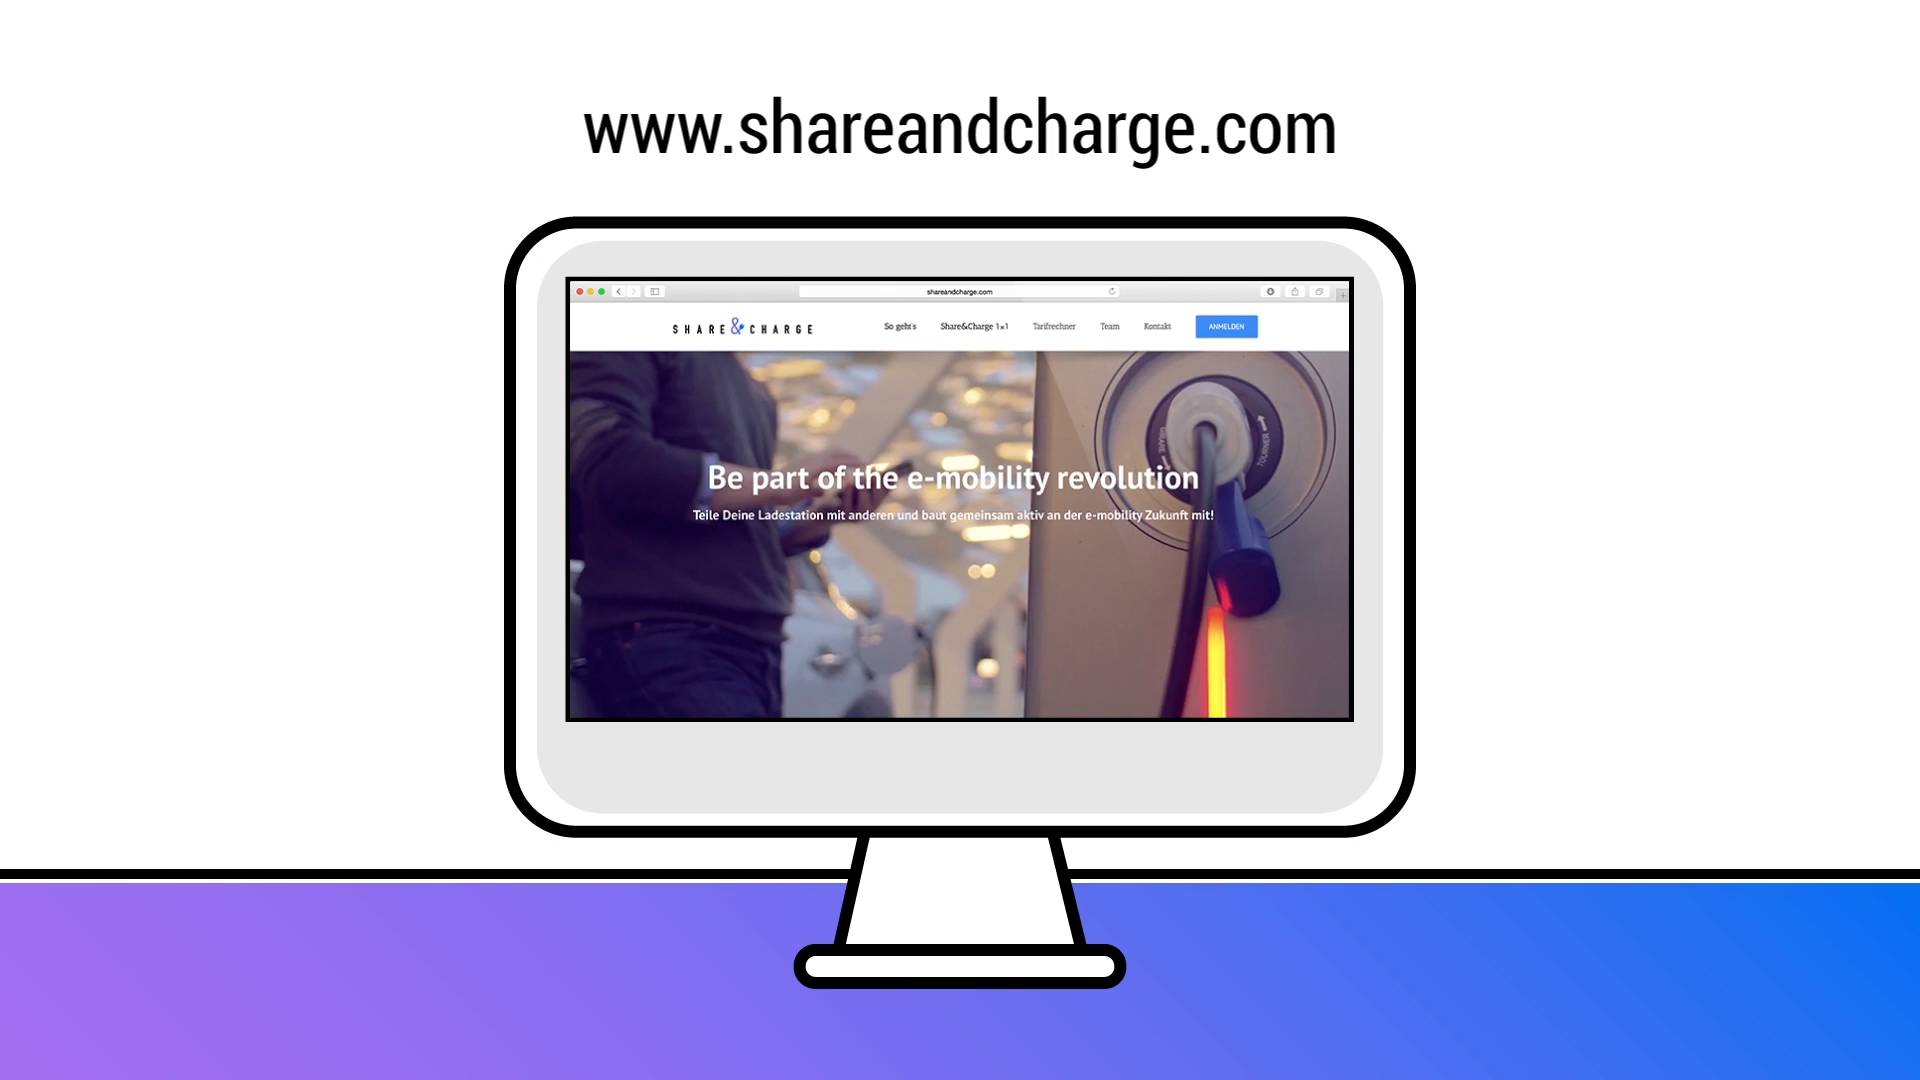 www.shareandcharge.com
shareandcharge.com
SHARE & CHARGE
So geht's Share&Charge 1x1 Tarifrechner Team Kontakt ANMELDEN
TOURNER
Be part of the e-mobility revolution
Teile Deine Ladestation mit anderen und baut gemeinsam aktiv an der e-mobility Zukunft mit!